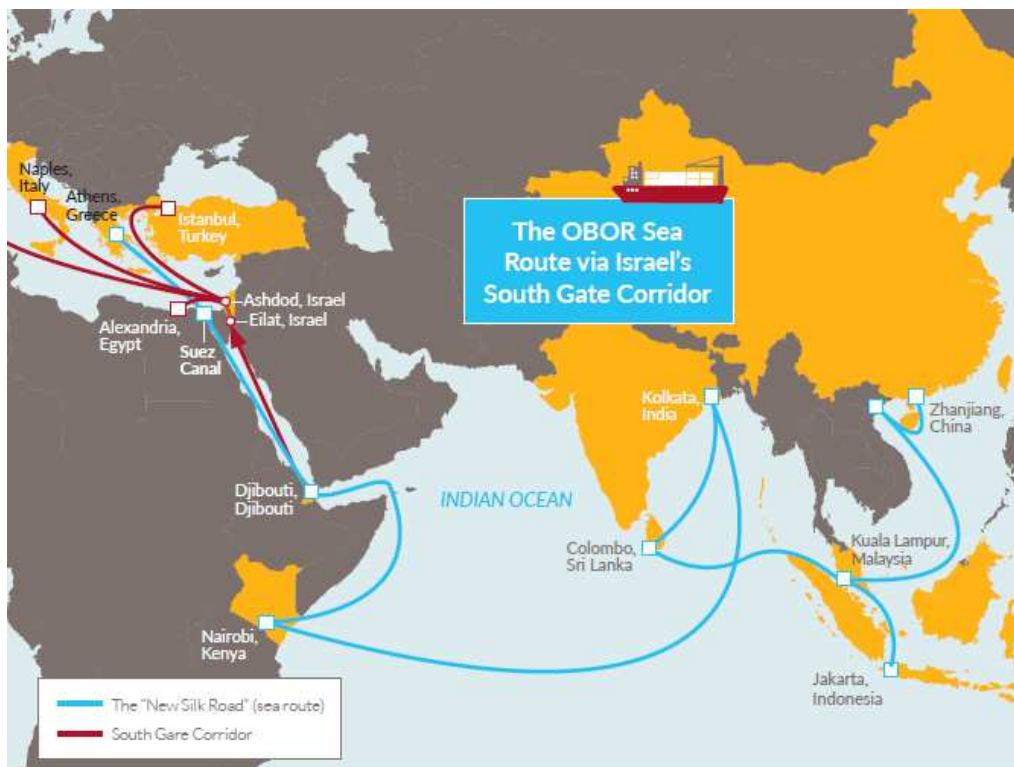 The OBOR Sea
Route via Israel's
South Gate Corridor
Naples,
Italy
Athens,
Greece
Istanbul,
Turkey
Ashdod, Israel
Eilat, Israel
Alexandria,
Egypt
Suez
Canal
Kolkata,
India
Zhanjiang,
China
Djibouti,
Djibouti
INDIAN OCEAN
Colombo,
Sri Lanka
Kuala Lampur,
Malaysia
Nairobi,
Kenya
Jakarta,
Indonesia
The "New Silk Road" (sea route)
South Gare Corridor